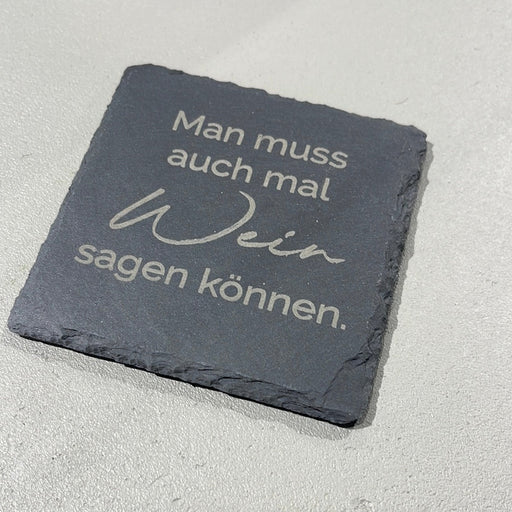 Man muss
auch mal
Wein
sagen können.